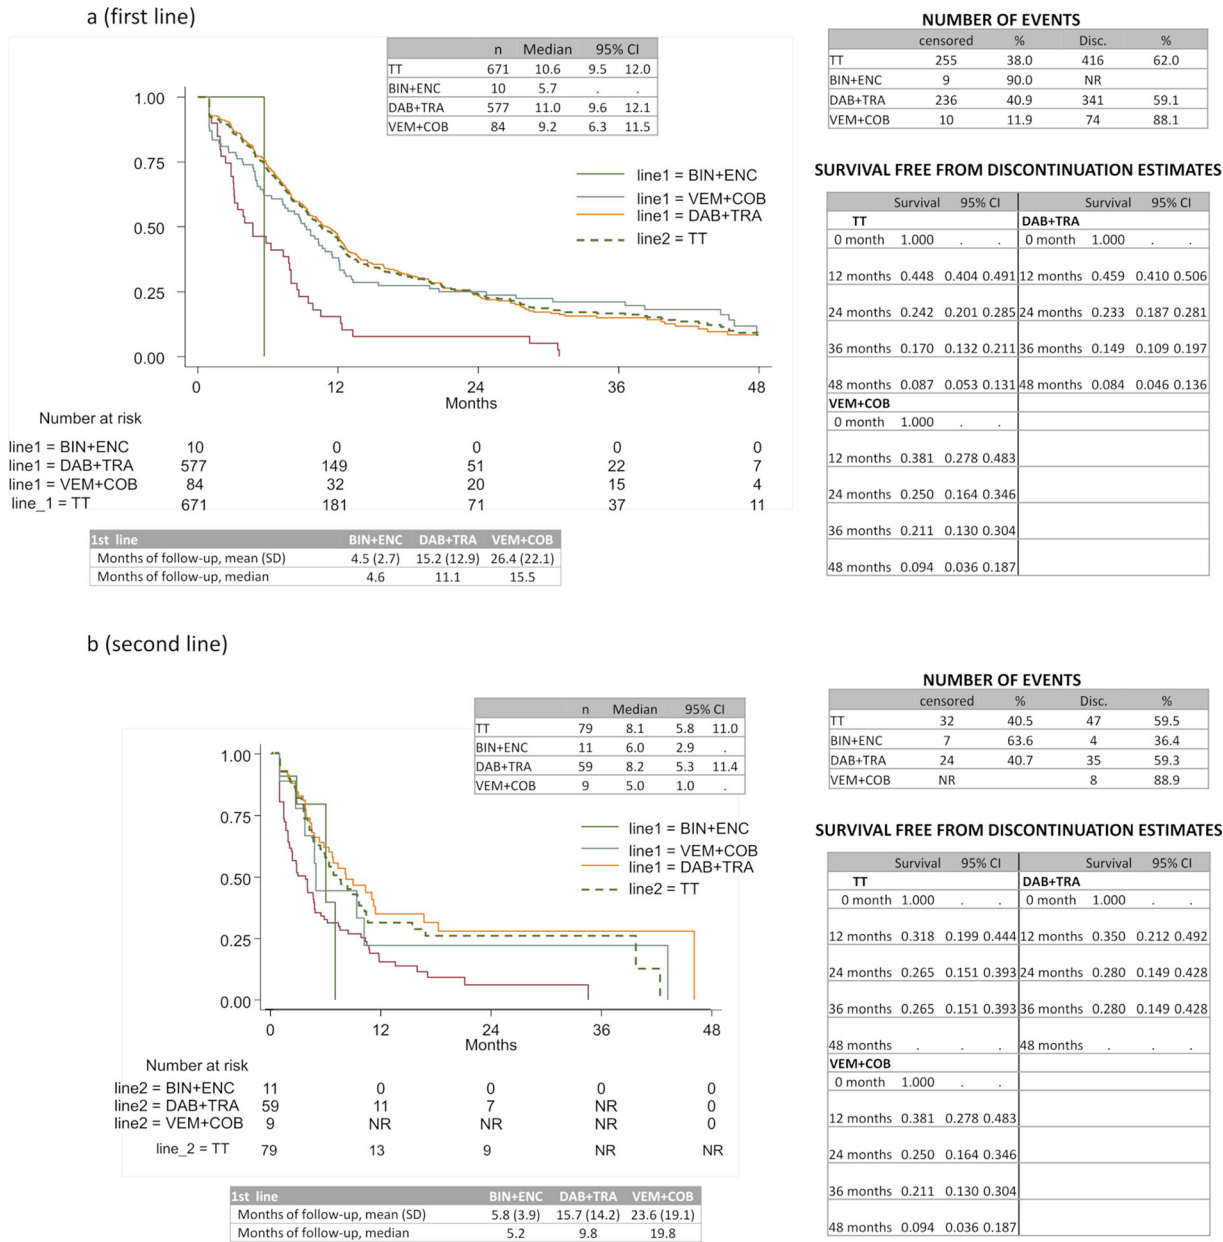 a (first line)
n Median 95% CI
TT 671 10.6 9.5 12.0
BIN+ENC 10 5.7 . .
DAB+TRA 577 11.0 9.6 12.1
VEM+COB 84 9.2 6.3 11.5
1.00
0.75
0.50
0.25
0.00
line1 = BIN+ENC
line1 = VEM+COB
line1 = DAB+TRA
line2 = TT
0 12 24 36 48
Months
Number at risk
line1 = BIN+ENC 10 0 0 0 0
line1 = DAB+TRA 577 149 51 22 7
line1 = VEM+COB 84 32 20 15 4
line_1 = TT 671 181 71 37 11
1st line BIN+ENC DAB+TRA VEM+COB
Months of follow-up, mean (SD) 4.5 (2.7) 15.2 (12.9) 26.4 (22.1)
Months of follow-up, median 4.6 11.1 15.5
NUMBER OF EVENTS
censored % Disc. %
TT 255 38.0 416 62.0
BIN+ENC 9 90.0 NR
DAB+TRA 236 40.9 341 59.1
VEM+COB 10 11.9 74 88.1
SURVIVAL FREE FROM DISCONTINUATION ESTIMATES
Survival 95% CI Survival 95% CI
TT DAB+TRA
0 month 1.000 . . 0 month 1.000 . .
12 months 0.448 0.404 0.491 12 months 0.459 0.410 0.506
24 months 0.242 0.201 0.285 24 months 0.233 0.187 0.281
36 months 0.170 0.132 0.211 36 months 0.149 0.109 0.197
48 months 0.087 0.053 0.131 48 months 0.084 0.046 0.136
VEM+COB
0 month 1.000 . .
12 months 0.381 0.278 0.483
24 months 0.250 0.164 0.346
36 months 0.211 0.130 0.304
48 months 0.094 0.036 0.187
b (second line)
n Median 95% CI
TT 79 8.1 5.8 11.0
BIN+ENC 11 6.0 2.9 .
DAB+TRA 59 8.2 5.3 11.4
VEM+COB 9 5.0 1.0 .
1.00
0.75
0.50
0.25
0.00
line1 = BIN+ENC
line1 = VEM+COB
line1 = DAB+TRA
line2 = TT
0 12 24 36 48
Months
Number at risk
line2 = BIN+ENC 11 0 0 0 0
line2 = DAB+TRA 59 11 7 NR 0
line2 = VEM+COB 9 NR NR NR 0
line_2 = TT 79 13 9 NR NR
1st line BIN+ENC DAB+TRA VEM+COB
Months of follow-up, mean (SD) 5.8 (3.9) 15.7 (14.2) 23.6 (19.1)
Months of follow-up, median 5.2 9.8 19.8
NUMBER OF EVENTS
censored % Disc. %
TT 32 40.5 47 59.5
BIN+ENC 7 63.6 4 36.4
DAB+TRA 24 40.7 35 59.3
VEM+COB NR 8 88.9
SURVIVAL FREE FROM DISCONTINUATION ESTIMATES
Survival 95% CI Survival 95% CI
TT DAB+TRA
0 month 1.000 . . 0 month 1.000 . .
12 months 0.318 0.199 0.444 12 months 0.350 0.212 0.492
24 months 0.265 0.151 0.393 24 months 0.280 0.149 0.428
36 months 0.265 0.151 0.393 36 months 0.280 0.149 0.428
48 months . . . 48 months . . .
VEM+COB
0 month 1.000 . .
12 months 0.381 0.278 0.483
24 months 0.250 0.164 0.346
36 months 0.211 0.130 0.304
48 months 0.094 0.036 0.187